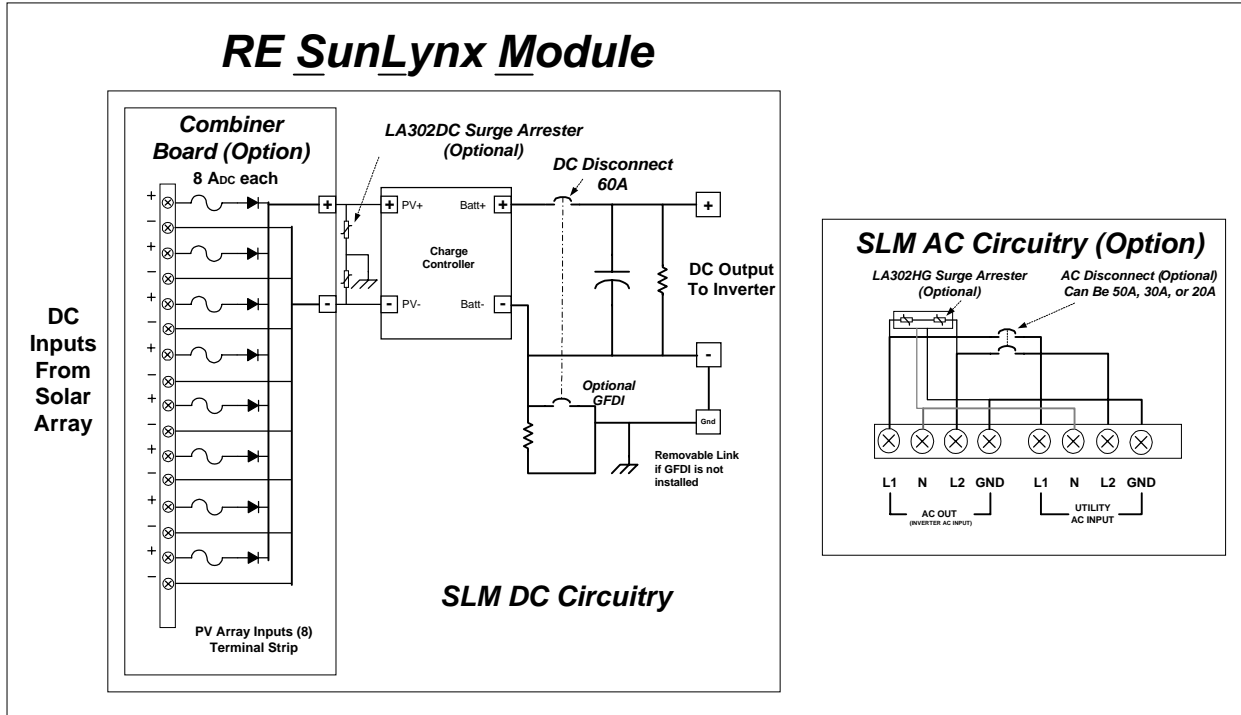 RE SunLynx Module
Combiner
Board (Option)
8 ADC each
+
−
+
−
+
−
+
−
+
−
+
−
+
−
+
−
PV Array Inputs (8)
Terminal Strip
DC
Inputs
From
Solar
Array
LA302DC Surge Arrester
(Optional)
DC Disconnect
60A
+
-
+ PV+
Batt+ +
Charge
Controller
- PV-
Batt- -
+
DC Output
To Inverter
-
Optional
GFDI
Gnd
Removable Link
if GFDI is not
installed
SLM DC Circuitry
SLM AC Circuitry (Option)
LA302HG Surge Arrester
(Optional)
AC Disconnect (Optional)
Can Be 50A, 30A, or 20A
L1 N L2 GND L1 N L2 GND
AC OUT
(INVERTER AC INPUT)
UTILITY
AC INPUT